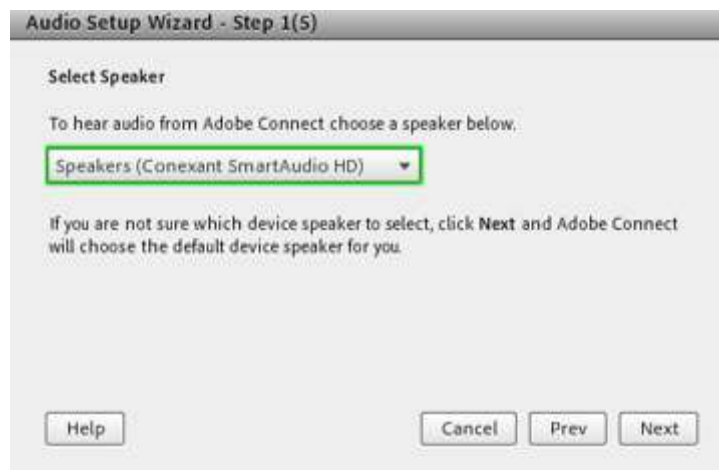 Audio Setup Wizard - Step 1(5)
Select Speaker
To hear audio from Adobe Connect choose a speaker below.
Speakers (Conexant SmartAudio HD)
If you are not sure which device speaker to select, click Next and Adobe Connect
will choose the default device speaker for you.
Help Cancel Prev Next